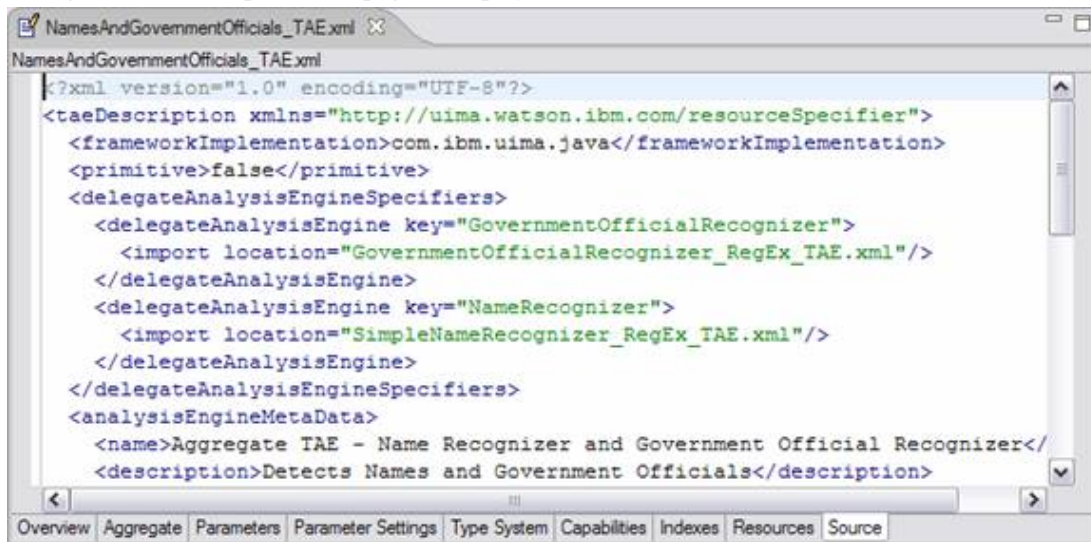 NamesAndGovernmentOfficials_TAE.xml
NamesAndGovernmentOfficials_TAE.xml
<?xml version="1.0" encoding="UTF-8"?>
<taeDescription xmlns="http://uima.watson.ibm.com/resourceSpecifier">
<frameworkImplementation>com.ibm.uima.java</frameworkImplementation>
<primitive>false</primitive>
<delegateAnalysisEngineSpecifiers>
<delegateAnalysisEngine key="GovernmentOfficialRecognizer">
<import location="GovernmentOfficialRecognizer_RegEx_TAE.xml"/>
</delegateAnalysisEngine>
<delegateAnalysisEngine key="NameRecognizer">
<import location="SimpleNameRecognizer_RegEx_TAE.xml"/>
</delegateAnalysisEngine>
</delegateAnalysisEngineSpecifiers>
<analysisEngineMetaData>
<name>Aggregate TAE - Name Recognizer and Government Official Recognizer</
<description>Detects Names and Government Officials</description>
Overview Aggregate Parameters Parameter Settings Type System Capabilities Indexes Resources Source